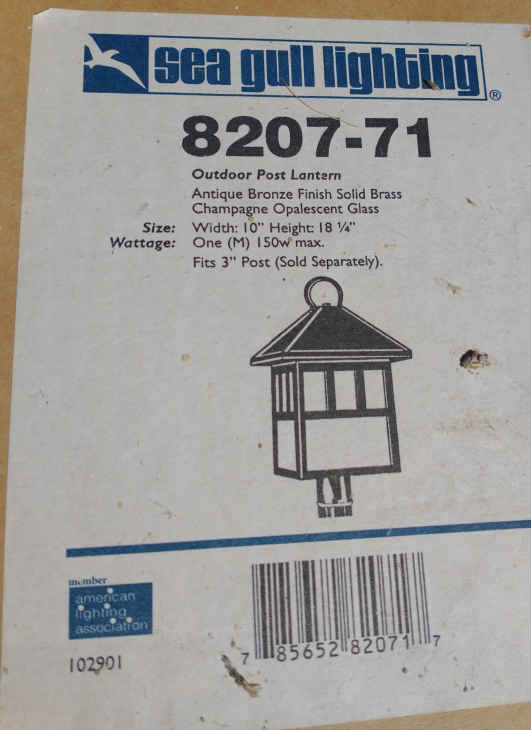 sea gull lighting ®
8207-71
Outdoor Post Lantern
Antique Bronze Finish Solid Brass
Champagne Opalescent Glass
Size: Width: 10" Height: 18 ¼"
Wattage: One (M) 150w max.
Fits 3" Post (Sold Separately).
member
american
lighting
association
102901
7 85652 82071 7